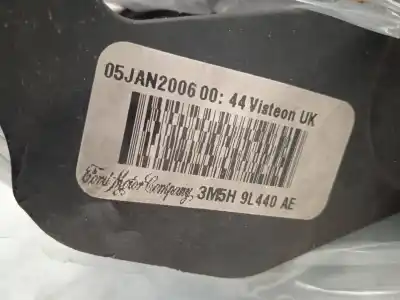 05JAN2006 00:44 Visteon UK
Ford Motor Company, 3M5H 9L440 AE